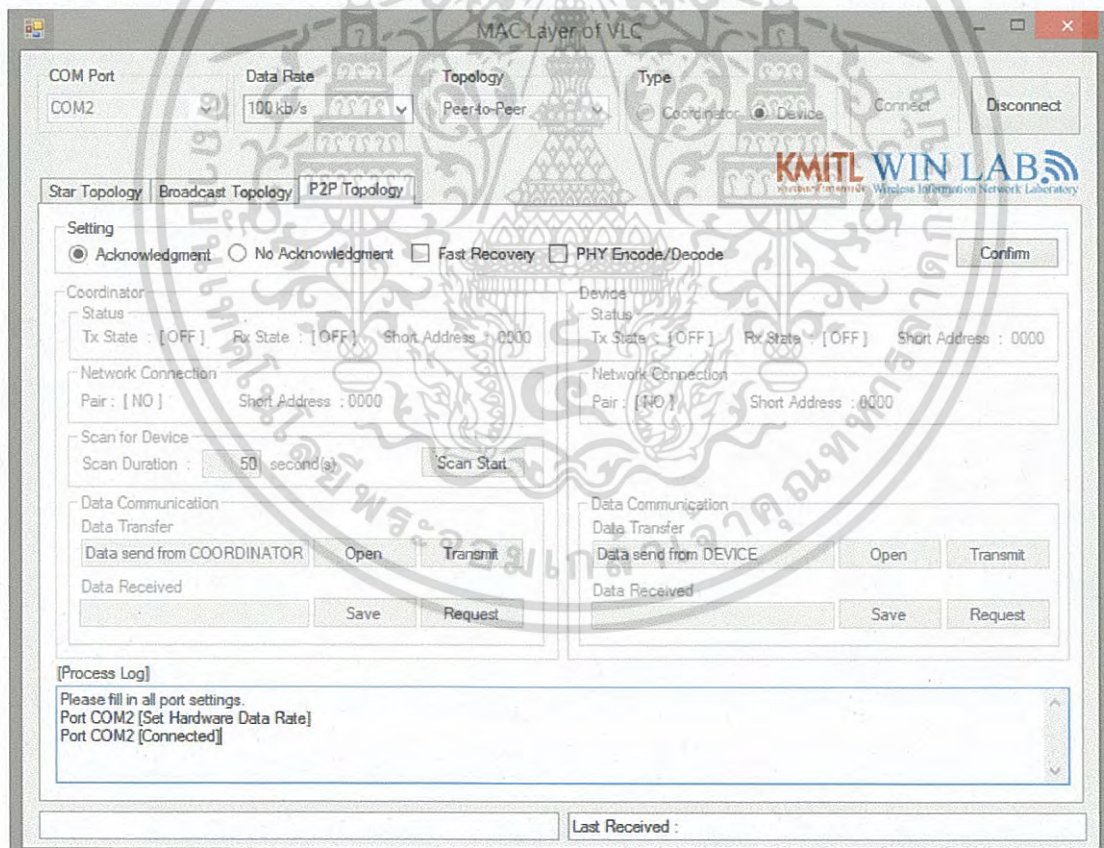 MAC Layer of VLC
COM Port Data Rate Topology Type
COM2 100 kb/s Peer-to-Peer Coordinator Device Connect Disconnect
KMITL WIN LAB
Wireless Information Network Laboratory
Star Topology Broadcast Topology P2P Topology
Setting
Acknowledgment No Acknowledgment Fast Recovery PHY Encode/Decode Confirm
Coordinator
Status
Tx State : [OFF] Rx State : [OFF] Short Address : 0000
Network Connection
Pair : [ NO ] Short Address : 0000
Scan for Device
Scan Duration : 50 second(s) Scan Start
Data Communication
Data Transfer
Data send from COORDINATOR Open Transmit
Data Received
Save Request
Device
Status
Tx State : [OFF] Rx State : [OFF] Short Address : 0000
Network Connection
Pair : [ NO ] Short Address : 0000
Data Communication
Data Transfer
Data send from DEVICE Open Transmit
Data Received
Save Request
[Process Log]
Please fill in all port settings.
Port COM2 [Set Hardware Data Rate]
Port COM2 [Connected]
Last Received :